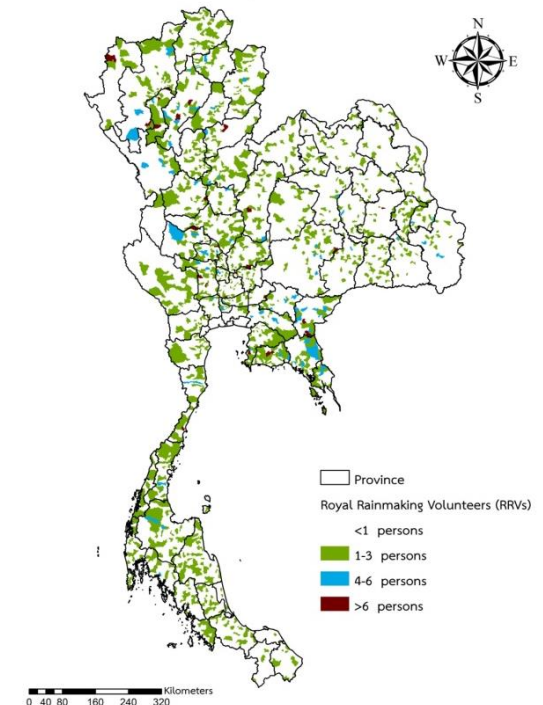 N
W E
S
Province
Royal Rainmaking Volunteers (RRVs)
<1 persons
1-3 persons
4-6 persons
>6 persons
Kilometers
0 40 80 160 240 320